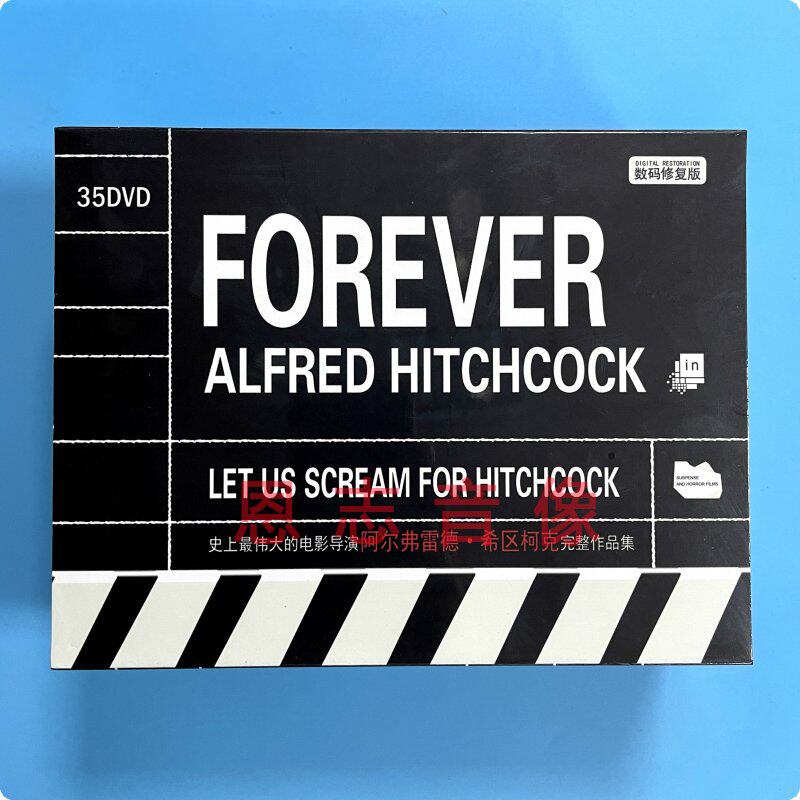 DIGITAL RESTORATION
数码修复版
35DVD
FOREVER
ALFRED HITCHCOCK
in
LET US SCREAM FOR HITCHCOCK
SUSPENSE
AND HORROR FILMS
恩志音像
史上最伟大的电影导演阿尔弗雷德·希区柯克完整作品集